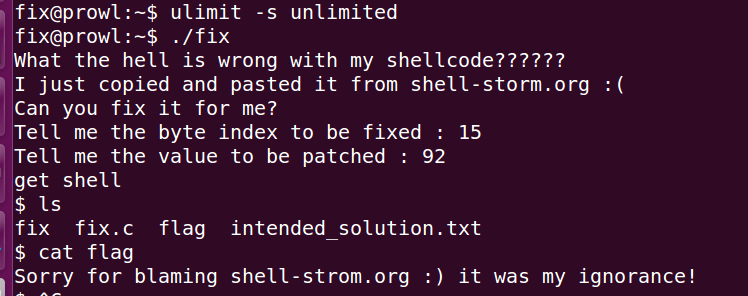 fix@prowl:~$ ulimit -s unlimited
fix@prowl:~$ ./fix
What the hell is wrong with my shellcode??????
I just copied and pasted it from shell-storm.org :(
Can you fix it for me?
Tell me the byte index to be fixed : 15
Tell me the value to be patched : 92
get shell
$ ls
fix  fix.c  flag  intended_solution.txt
$ cat flag
Sorry for blaming shell-strom.org :) it was my ignorance!
$ ^C